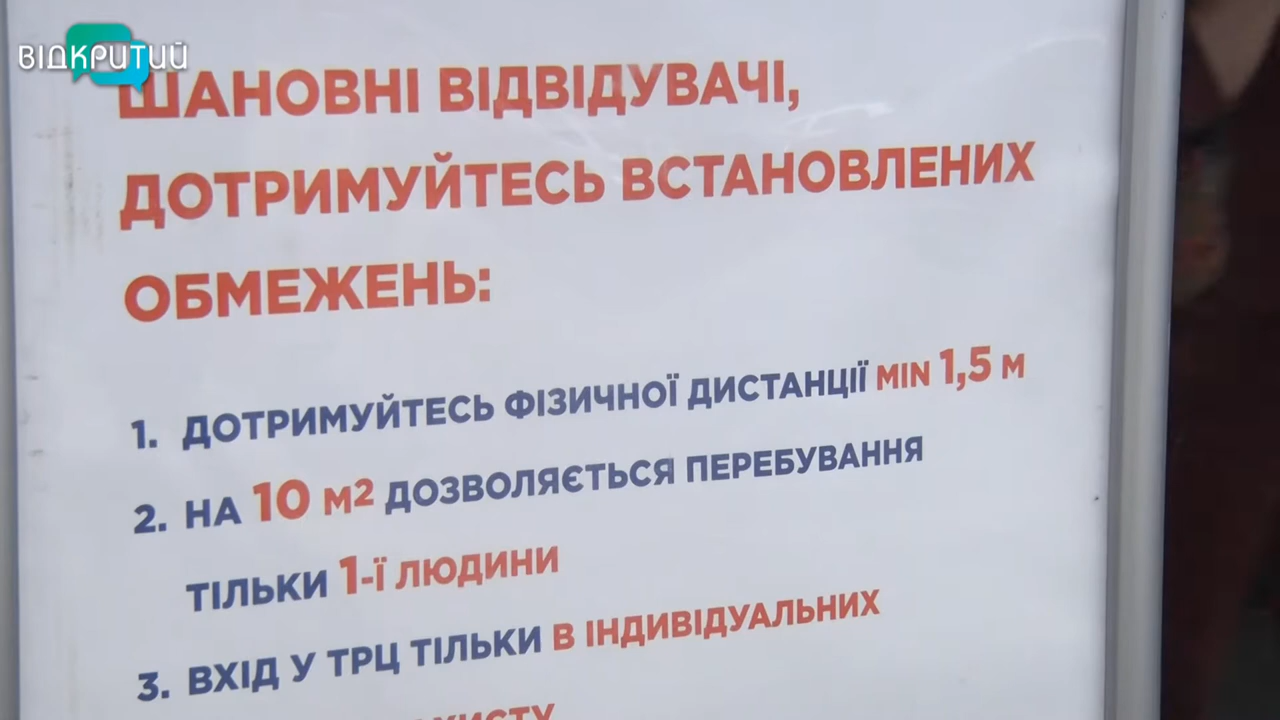 ВІДКРИТИЙ
ШАНОВНІ ВІДВІДУВАЧІ,
ДОТРИМУЙТЕСЬ ВСТАНОВЛЕНИХ
ОБМЕЖЕНЬ:
1. ДОТРИМУЙТЕСЬ ФІЗИЧНОЇ ДИСТАНЦІЇ MIN 1,5 М
2. НА 10 М2 ДОЗВОЛЯЄТЬСЯ ПЕРЕБУВАННЯ
ТІЛЬКИ 1-Ї ЛЮДИНИ
3. ВХІД У ТРЦ ТІЛЬКИ В ІНДИВІДУАЛЬНИХ